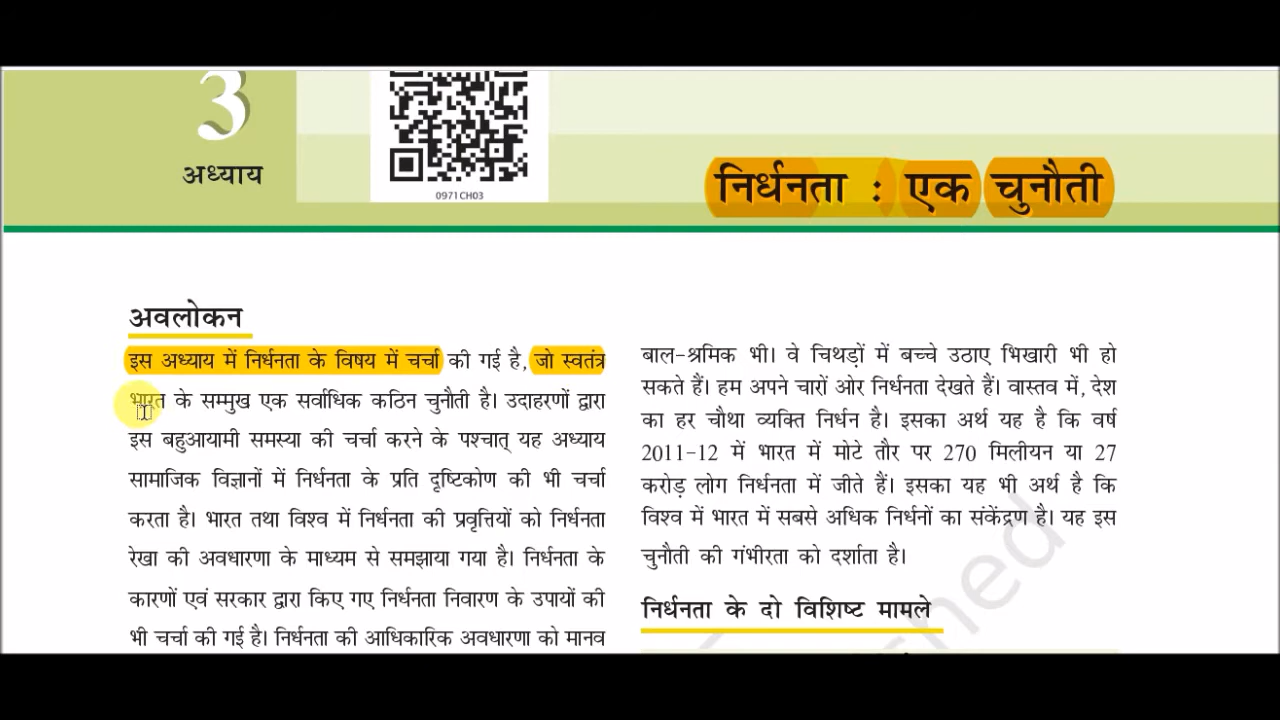 3
अध्याय
0971CH03
निर्धनता : एक चुनौती
अवलोकन
इस अध्याय में निर्धनता के विषय में चर्चा की गई है, जो स्वतंत्र
भारत के सम्मुख एक सर्वाधिक कठिन चुनौती है। उदाहरणों द्वारा
इस बहुआयामी समस्या की चर्चा करने के पश्चात् यह अध्याय
सामाजिक विज्ञानों में निर्धनता के प्रति दृष्टिकोण की भी चर्चा
करता है। भारत तथा विश्व में निर्धनता की प्रवृत्तियों को निर्धनता
रेखा की अवधारणा के माध्यम से समझाया गया है। निर्धनता के
कारणों एवं सरकार द्वारा किए गए निर्धनता निवारण के उपायों की
भी चर्चा की गई है। निर्धनता की आधिकारिक अवधारणा को मानव
बाल-श्रमिक भी। वे चिथड़ों में बच्चे उठाए भिखारी भी हो
सकते हैं। हम अपने चारों ओर निर्धनता देखते हैं। वास्तव में, देश
का हर चौथा व्यक्ति निर्धन है। इसका अर्थ यह है कि वर्ष
2011-12 में भारत में मोटे तौर पर 270 मिलीयन या 27
करोड़ लोग निर्धनता में जीते हैं। इसका यह भी अर्थ है कि
विश्व में भारत में सबसे अधिक निर्धनों का संकेंद्रण है। यह इस
चुनौती की गंभीरता को दर्शाता है।
निर्धनता के दो विशिष्ट मामले